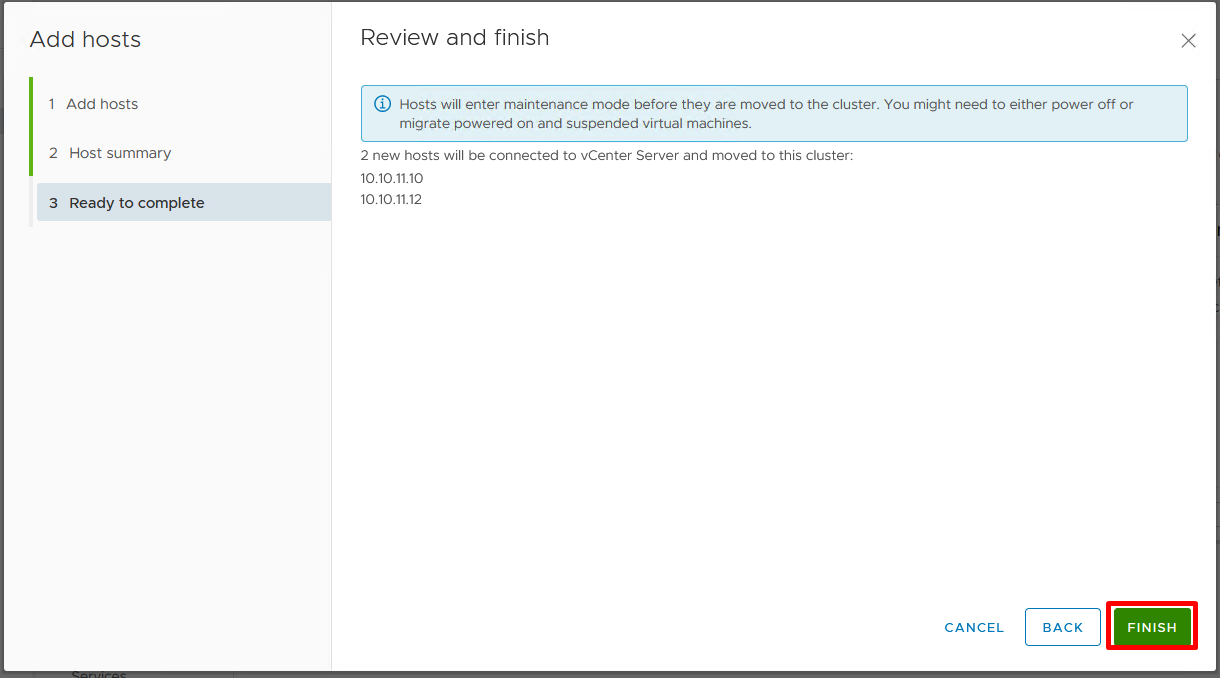 Add hosts
1 Add hosts
2 Host summary
3 Ready to complete
Review and finish
Hosts will enter maintenance mode before they are moved to the cluster. You might need to either power off or
migrate powered on and suspended virtual machines.
2 new hosts will be connected to vCenter Server and moved to this cluster:
10.10.11.10
10.10.11.12
CANCEL
BACK
FINISH
Services